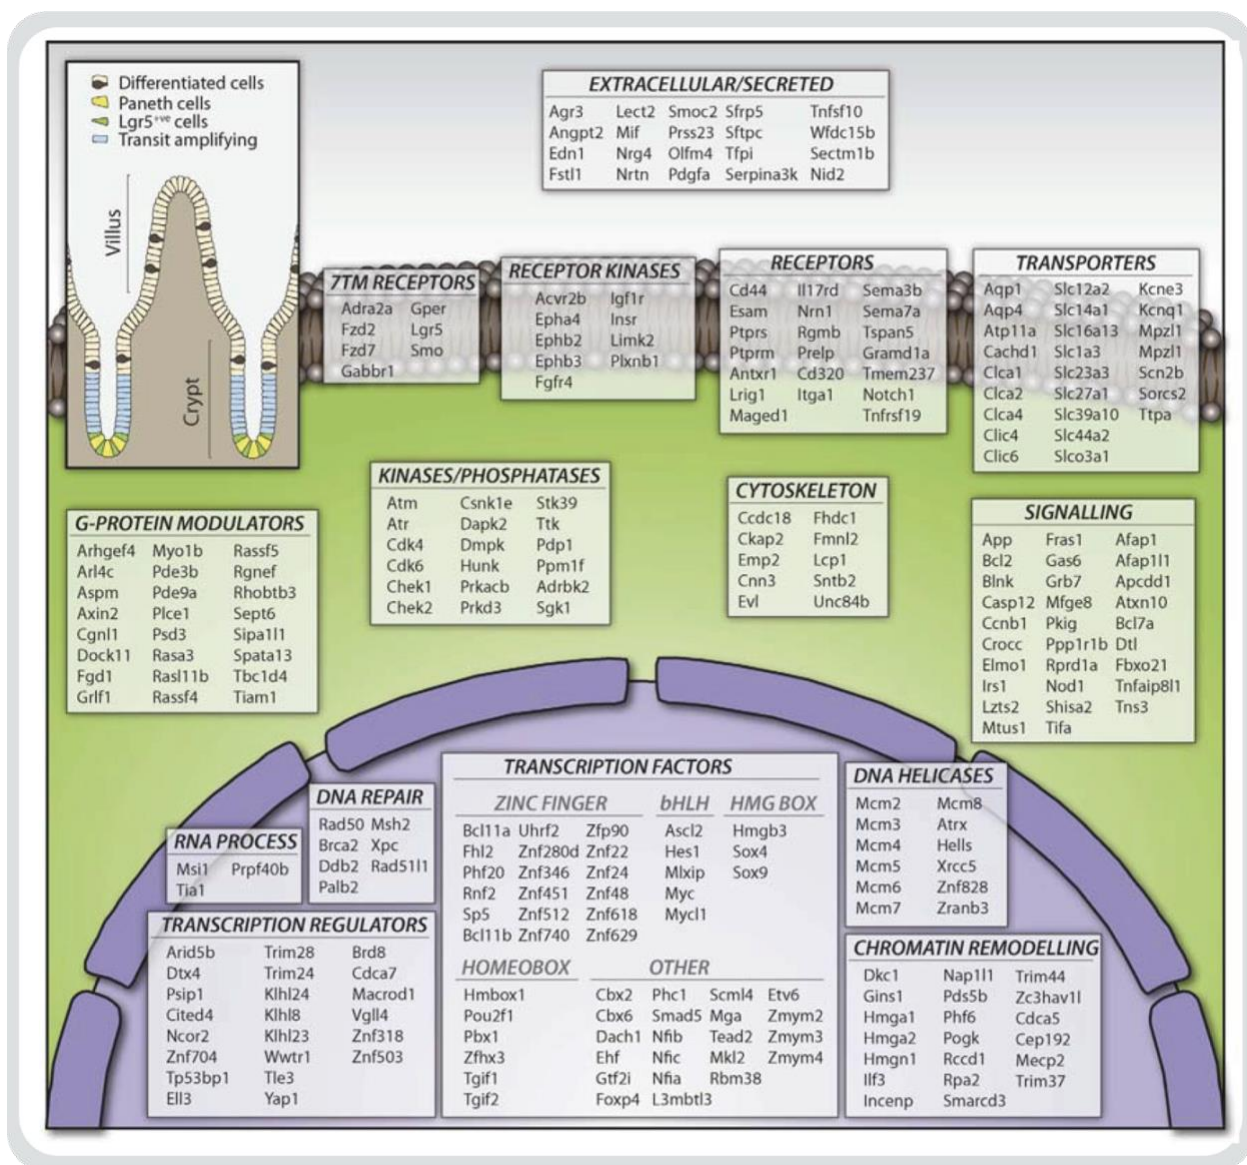 Differentiated cells
Paneth cells
Lgr5+ve cells
Transit amplifying
Villus
Crypt
EXTRACELLULAR/SECRETED
Agr3 Lect2 Smoc2 Sfrp5 Tnfsf10
Angpt2 Mif Prss23 Sftpc Wfdc15b
Edn1 Nrg4 Olfm4 Tfpi Sectm1b
Fstl1 Nrtn Pdgfa Serpina3k Nid2
7TM RECEPTORS
Adra2a Gper
Fzd2 Lgr5
Fzd7 Smo
Gabbr1
RECEPTOR KINASES
Acvr2b Igf1r
Epha4 Insr
Ephb2 Limk2
Ephb3 Plxnb1
Fgfr4
RECEPTORS
Cd44 Il17rd Sema3b
Esam Nrn1 Sema7a
Ptprs Rgmb Tspan5
Ptprm Prelp Gramd1a
Antxr1 Cd320 Tmem237
Lrig1 Itga1 Notch1
Maged1 Tnfrsf19
TRANSPORTERS
Aqp1 Slc12a2 Kcne3
Aqp4 Slc14a1 Kcnq1
Atp11a Slc16a13 Mpzl1
Cachd1 Slc1a3 Mpzl1
Clca1 Slc23a3 Scn2b
Clca2 Slc27a1 Sorcs2
Clca4 Slc39a10 Ttpa
Clic4 Slc44a2
Clic6 Slco3a1
KINASES/PHOSPHATASES
Atm Csnk1e Stk39
Atr Dapk2 Ttk
Cdk4 Dmpk Pdp1
Cdk6 Hunk Ppm1f
Chek1 Prkacb Adrbk2
Chek2 Prkd3 Sgk1
CYTOSKELETON
Ccdc18 Fhdc1
Ckap2 Fmnl2
Emp2 Lcp1
Cnn3 Sntb2
Evl Unc84b
G-PROTEIN MODULATORS
Arhgef4 Myo1b Rassf5
Arl4c Pde3b Rgnef
Aspm Pde9a Rhobtb3
Axin2 Plce1 Sept6
Cgnl1 Psd3 Sipa1l1
Dock11 Rasa3 Spata13
Fgd1 Rasl11b Tbc1d4
Grlf1 Rassf4 Tiam1
SIGNALLING
App Fras1 Afap1
Bcl2 Gas6 Afap1l1
Blnk Grb7 Apcdd1
Casp12 Mfge8 Atxn10
Ccnb1 Pkig Bcl7a
Crocc Ppp1r1b Dtl
Elmo1 Rprd1a Fbxo21
Irs1 Nod1 Tnfaip8l1
Lzts2 Shisa2 Tns3
Mtus1 Tifa
RNA PROCESS
Msi1 Prpf40b
Tia1
DNA REPAIR
Rad50 Msh2
Brca2 Xpc
Ddb2 Rad51l1
Palb2
TRANSCRIPTION FACTORS
ZINC FINGER bHLH HMG BOX
Bcl11a Uhrf2 Zfp90 Ascl2 Hmgb3
Fhl2 Znf280d Znf22 Hes1 Sox4
Phf20 Znf346 Znf24 Mlxip Sox9
Rnf2 Znf451 Znf48 Myc
Sp5 Znf512 Znf618 Mycl1
Bcl11b Znf740 Znf629
HOMEOBOX OTHER
Hmbox1 Cbx2 Phc1 Scml4 Etv6
Pou2f1 Cbx6 Smad5 Mga Zmym2
Pbx1 Dach1 Nfib Tead2 Zmym3
Zfhx3 Ehf Nfic Mkl2 Zmym4
Tgif1 Gtf2i Nfia Rbm38
Tgif2 Foxp4 L3mbtl3
DNA HELICASES
Mcm2 Mcm8
Mcm3 Atrx
Mcm4 Hells
Mcm5 Xrcc5
Mcm6 Znf828
Mcm7 Zranb3
TRANSCRIPTION REGULATORS
Arid5b Trim28 Brd8
Dtx4 Trim24 Cdca7
Psip1 Klhl24 Macrod1
Cited4 Klhl8 Vgll4
Ncor2 Klhl23 Znf318
Znf704 Wwtr1 Znf503
Tp53bp1 Tle3
Ell3 Yap1
CHROMATIN REMODELLING
Dkc1 Nap1l1 Trim44
Gins1 Pds5b Zc3hav1l
Hmga1 Phf6 Cdca5
Hmga2 Pogk Cep192
Hmgn1 Rccd1 Mecp2
Ilf3 Rpa2 Trim37
Incenp Smarcd3